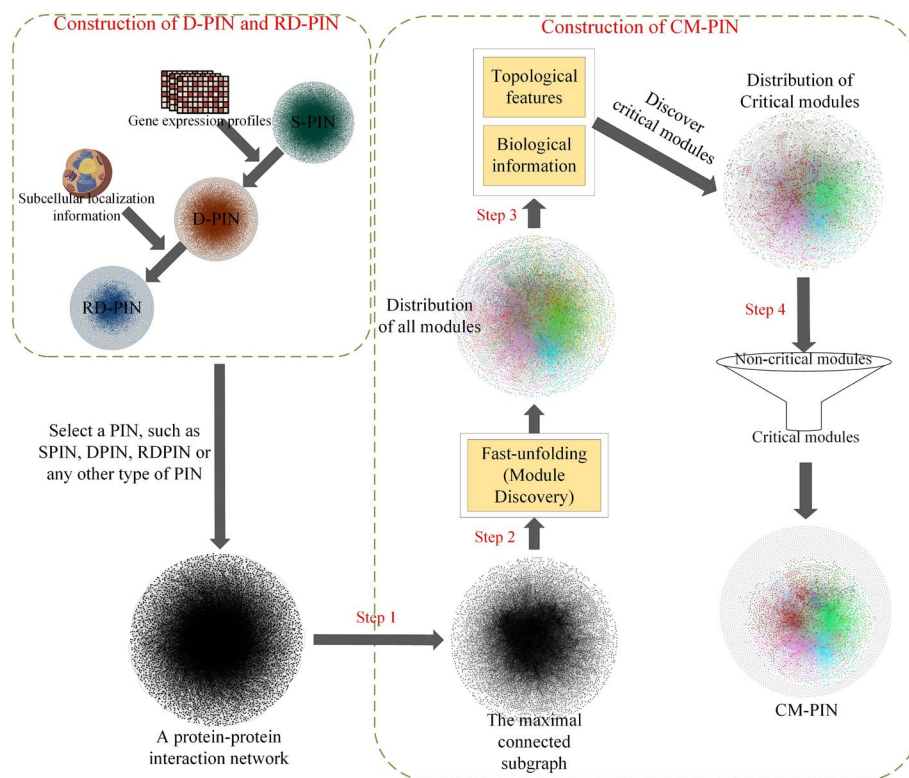 Construction of D-PIN and RD-PIN
Gene expression profiles
S-PIN
Subcellular localization
information
D-PIN
RD-PIN
Select a PIN, such as
SPIN, DPIN, RDPIN or
any other type of PIN
A protein-protein
interaction network
Step 1
Construction of CM-PIN
The maximal
connected
subgraph
Step 2
Fast-unfolding
(Module
Discovery)
Distribution
of all modules
Step 3
Topological
features
Biological
information
Discover
critical modules
Distribution of
Critical modules
Step 4
Non-critical modules
Critical modules
CM-PIN